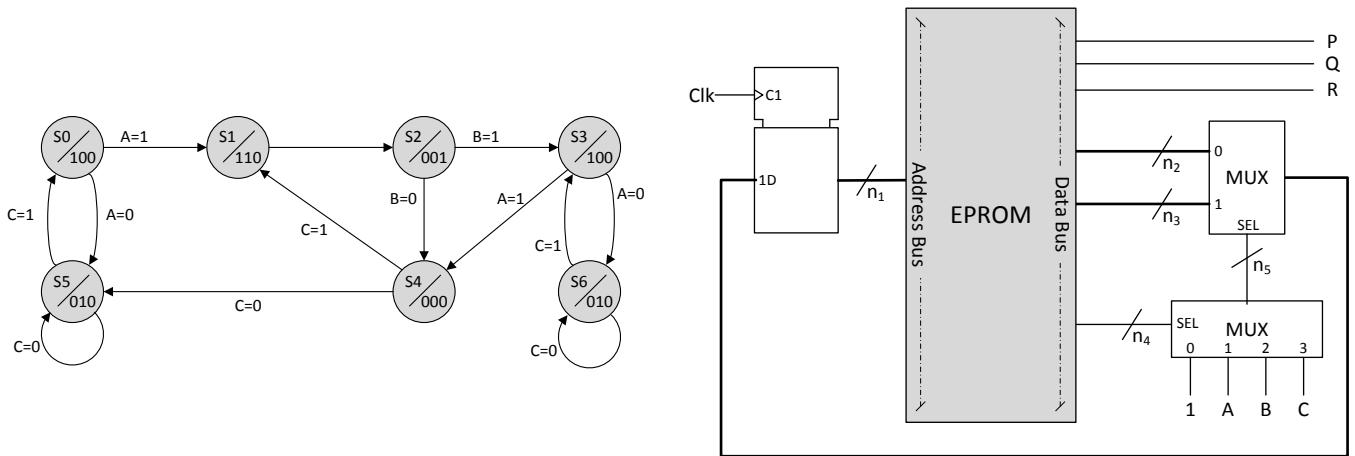 S0
100
A=1
S1
110
S2
001
B=1
S3
100
C=1
A=0
B=0
C=1
A=1
C=1
A=0
S5
010
C=0
S4
000
S6
010
C=0
C=0
Clk
C1
1D
n1
Address Bus
EPROM
Data Bus
P
Q
R
n2
0
MUX
n3
1
SEL
n5
n4
SEL
MUX
0 1 2 3
1 A B C